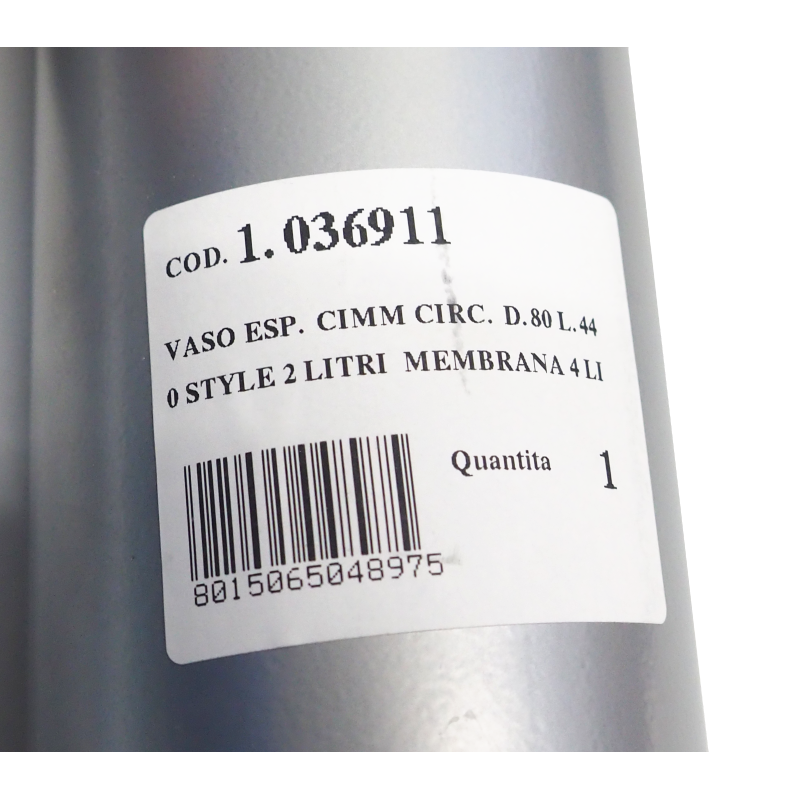 COD. 1.036911
VASO ESP. CIMM CIRC. D.80 L.44
0 STYLE 2 LITRI MEMBRANA 4 LI
Quantita 1
8015065048975